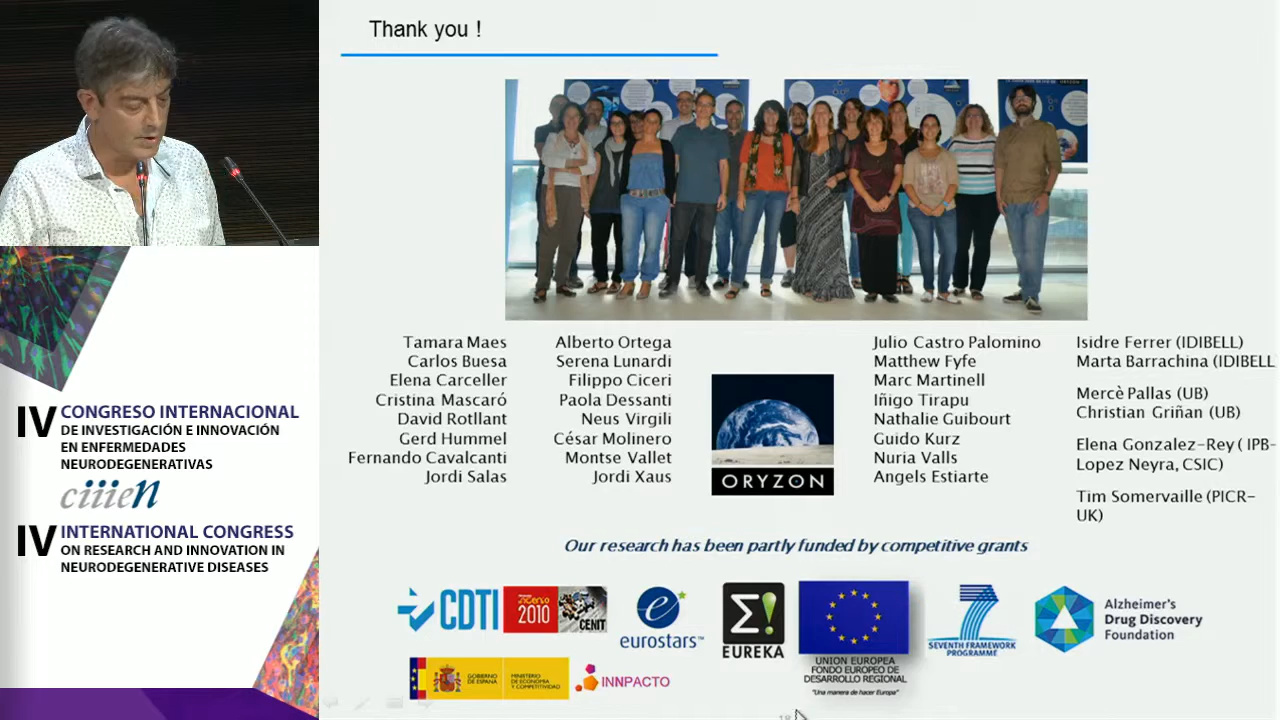 Thank you !
Tamara Maes
Carlos Buesa
Elena Carceller
Cristina Mascaró
David Rotllant
Gerd Hummel
Fernando Cavalcanti
Jordi Salas
Alberto Ortega
Serena Lunardi
Filippo Ciceri
Paola Dessanti
Neus Virgili
César Molinero
Montse Vallet
Jordi Xaus
ORYZON
Julio Castro Palomino
Matthew Fyfe
Marc Martinell
Iñigo Tirapu
Nathalie Guibourt
Guido Kurz
Nuria Valls
Angels Estiarte
Isidre Ferrer (IDIBELL)
Marta Barrachina (IDIBELL
Mercè Pallas (UB)
Christian Griñan (UB)
Elena Gonzalez-Rey ( IPB-
Lopez Neyra, CSIC)
Tim Somervaille (PICR-
UK)
Our research has been partly funded by competitive grants
CDTI
2010
CENIT
eurostars™
EUREKA
UNION EUROPEA
FONDO EUROPEO DE
DESARROLLO REGIONAL
"Una manera de hacer Europa"
7
SEVENTH FRAMEWORK
PROGRAMME
Alzheimer's
Drug Discovery
Foundation
GOBIERNO
DE ESPAÑA
MINISTERIO
DE ECONOMÍA
Y COMPETITIVIDAD
INNPACTO
18
IV CONGRESO INTERNACIONAL
DE INVESTIGACIÓN E INNOVACIÓN
EN ENFERMEDADES
NEURODEGENERATIVAS
ciiien
IV INTERNATIONAL CONGRESS
ON RESEARCH AND INNOVATION IN
NEURODEGENERATIVE DISEASES